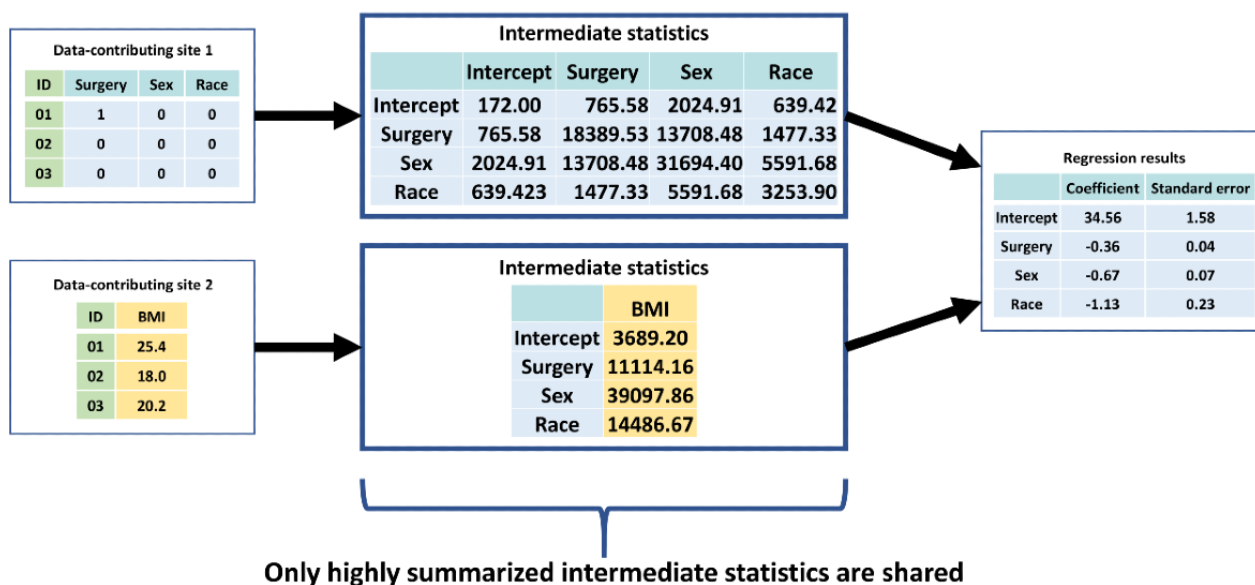 Data-contributing site 1
ID Surgery Sex Race
01 1 0 0
02 0 0 0
03 0 0 0
Intermediate statistics
Intercept Surgery Sex Race
Intercept 172.00 765.58 2024.91 639.42
Surgery 765.58 18389.53 13708.48 1477.33
Sex 2024.91 13708.48 31694.40 5591.68
Race 639.423 1477.33 5591.68 3253.90
Data-contributing site 2
ID BMI
01 25.4
02 18.0
03 20.2
Intermediate statistics
BMI
Intercept 3689.20
Surgery 11114.16
Sex 39097.86
Race 14486.67
Regression results
Coefficient Standard error
Intercept 34.56 1.58
Surgery -0.36 0.04
Sex -0.67 0.07
Race -1.13 0.23
Only highly summarized intermediate statistics are shared